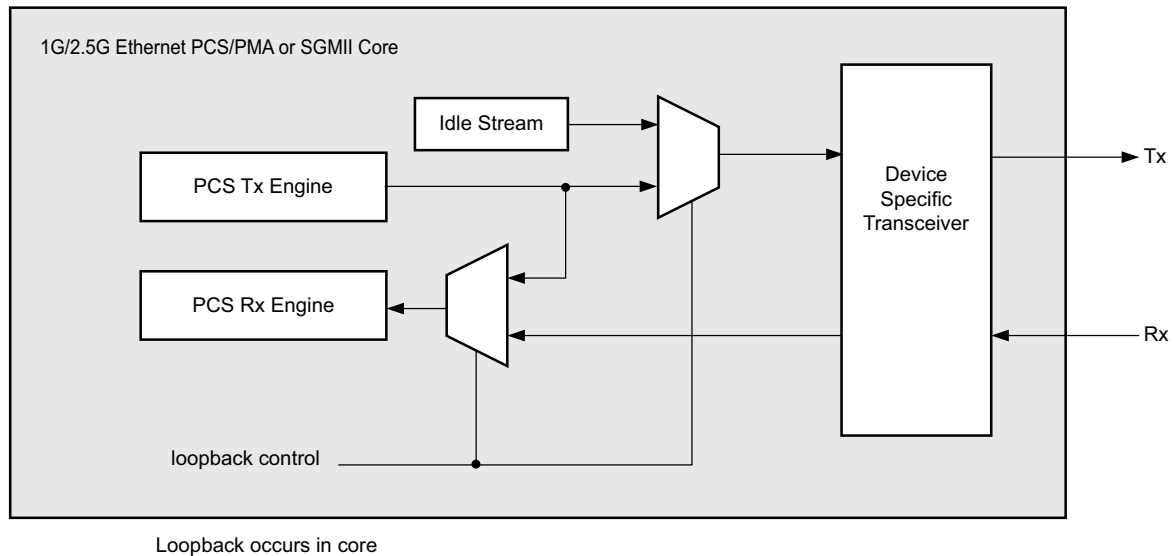 1G/2.5G Ethernet PCS/PMA or SGMII Core
Idle Stream
PCS Tx Engine
Tx
Device
Specific
Transceiver
PCS Rx Engine
Rx
loopback control
Loopback occurs in core